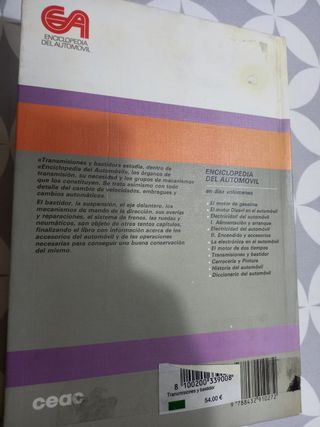 EA
ENCICLOPEDIA
DEL AUTOMOVIL
«Transmisiones y bastidor» estudia, dentro de
«Enciclopedia del Automóvil», los órganos de
transmisión, su necesidad y los grupos de mecanismos
que los constituyen. Se trata asimismo con todo
detalle del cambio de velocidades, embragues y
cambios automáticos.
El bastidor, la suspensión, el eje delantero, los
mecanismos de mando de la dirección, sus averías
y reparaciones, el sistema de frenos, las ruedas y
neumáticos, son objeto de otros tantos capítulos,
finalizando el libro con información acerca de los
accesorios del automóvil y de las operaciones
necesarias para conseguir una buena conservación
del mismo.
ENCICLOPEDIA
DEL AUTOMOVIL
en diez volúmenes
• El motor de gasolina
• El motor Diesel en el automóvil
• Electricidad del automóvil
I. Alimentación y arranque
Electricidad del automóvil
II. Encendido y accesorios
• La electrónica en el automóvil
• El motor de dos tiempos
• Transmisiones y bastidor
• Carrocería y Pintura
• Historia del automóvil
• Diccionario del automóvil
ceac
8 100200 339008
Transmisiones y bastidor
54,00 €
9 788432 910272